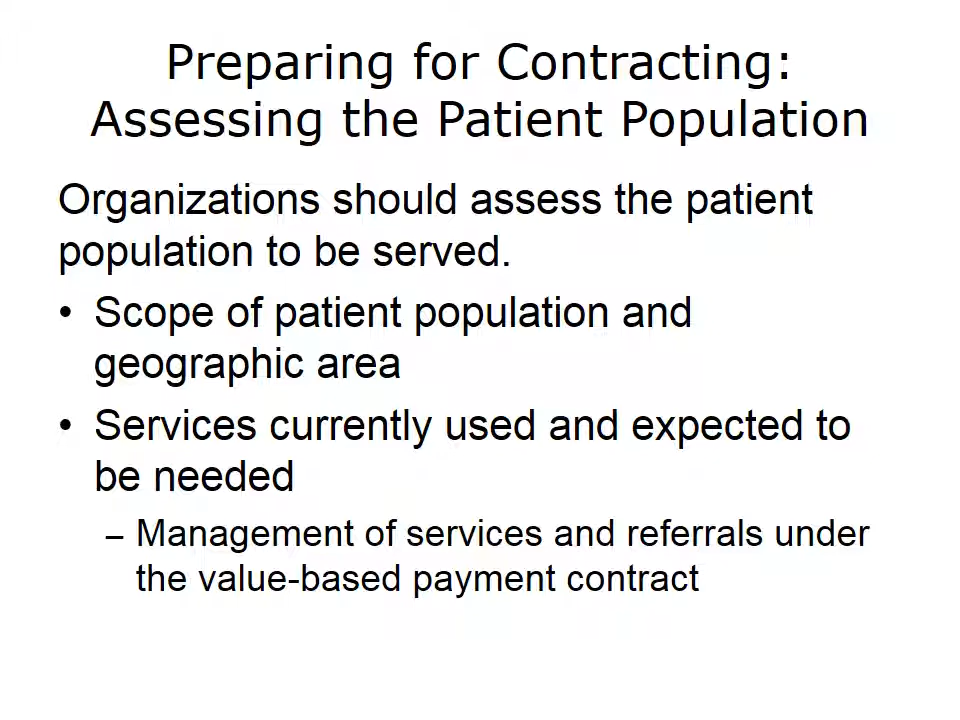 Preparing for Contracting:
Assessing the Patient Population
Organizations should assess the patient
population to be served.
• Scope of patient population and
geographic area
• Services currently used and expected to
be needed
– Management of services and referrals under
the value-based payment contract